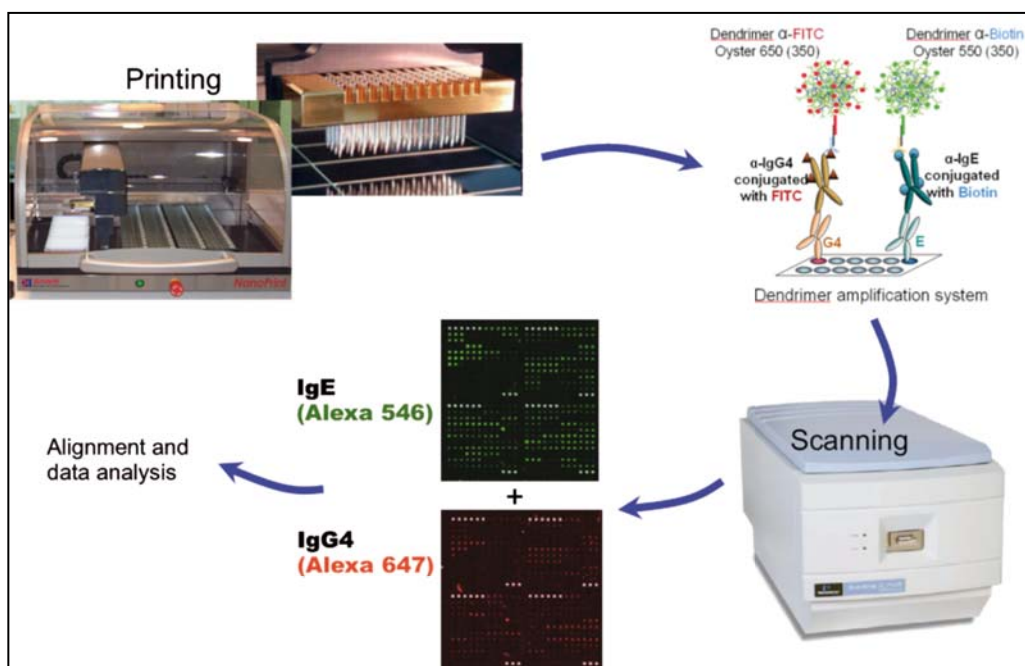 Printing
NanoPrint
Dendrimer α-FITC
Oyster 650 (350)
Dendrimer α-Biotin
Oyster 550 (350)
α-IgG4
conjugated
with FITC
α-IgE
conjugated
with Biotin
G4
E
Dendrimer amplification system
Scanning
IgE
(Alexa 546)
+
IgG4
(Alexa 647)
Alignment and
data analysis